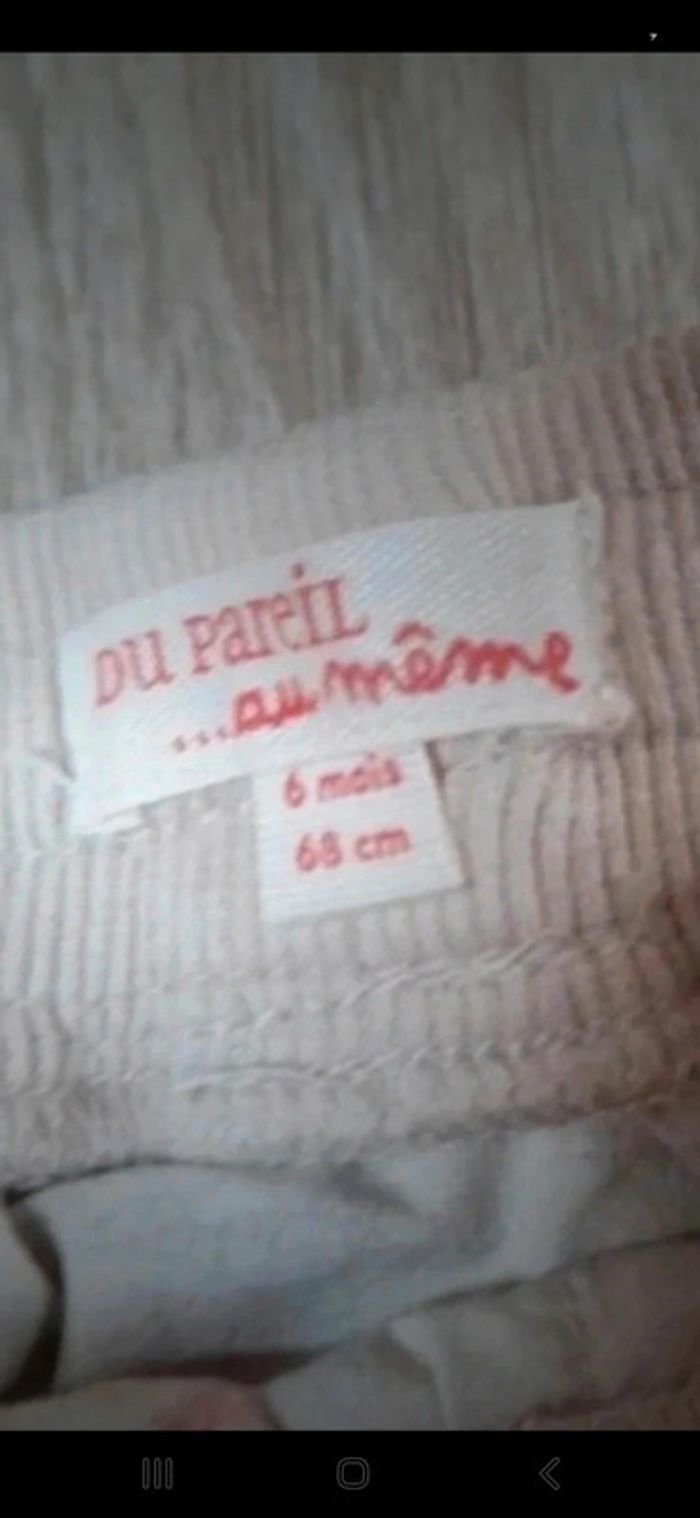 DU PAREIL
...au même
6 mois
68 cm